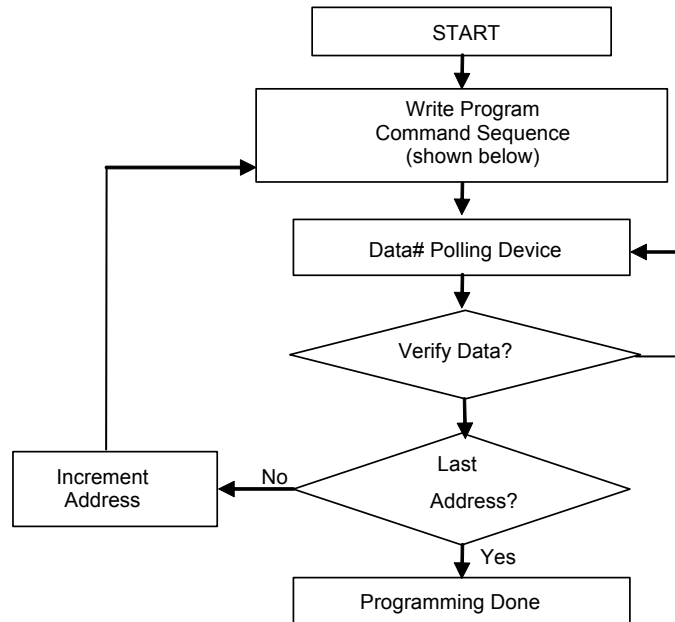 START
Write Program
Command Sequence
(shown below)
Data# Polling Device
Verify Data?
Last
Address?
No
Increment
Address
Yes
Programming Done